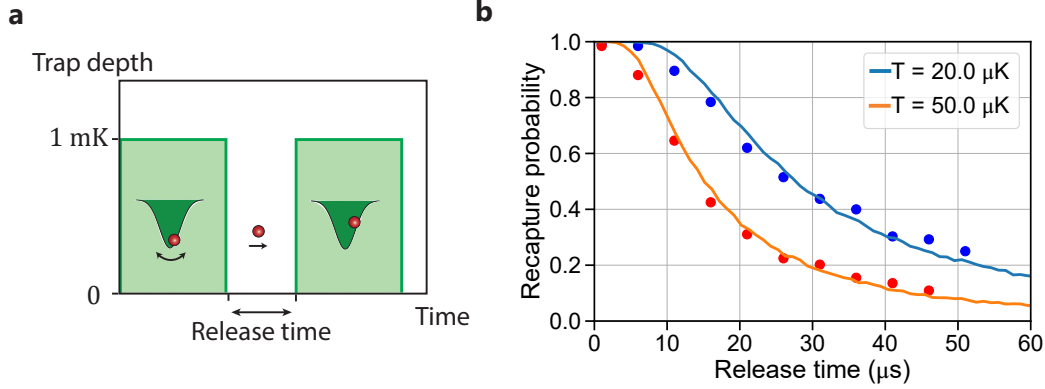 a
Trap depth
1 mK
0
Release time
Time
b
Recapture probability
1.0
0.8
0.6
0.4
0.2
0.0
T = 20.0 μK
T = 50.0 μK
0 10 20 30 40 50 60
Release time (μs)